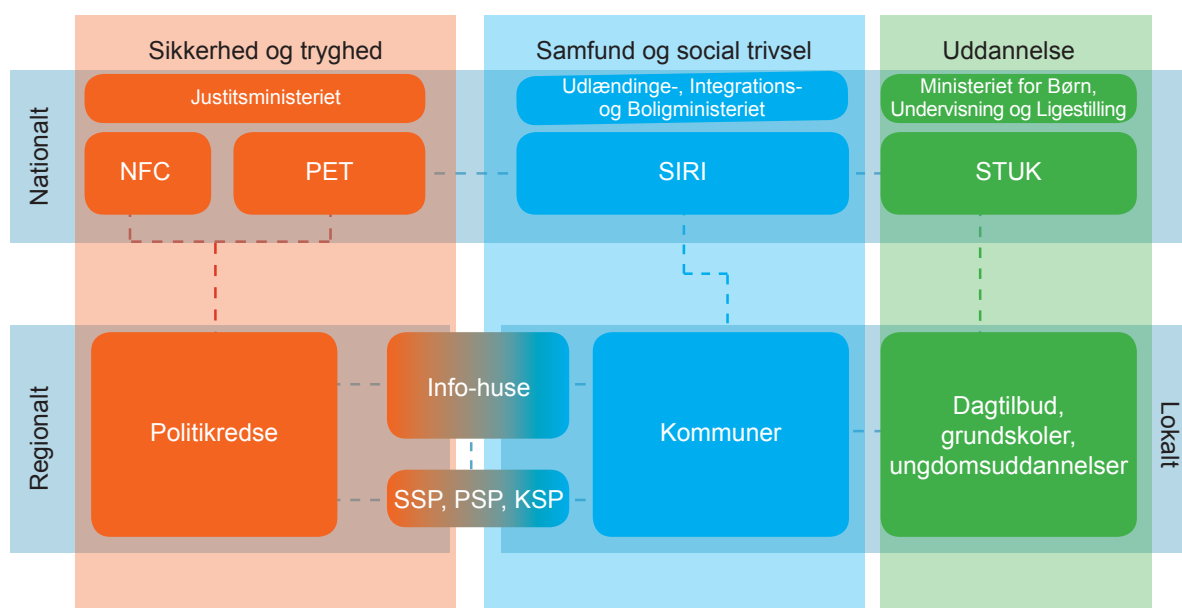 Sikkerhed og tryghed
Samfund og social trivsel
Uddannelse
Nationalt
Justitsministeriet
Udlændinge-, Integrations-
og Boligministeriet
Ministeriet for Børn,
Undervisning og Ligestilling
NFC
PET
SIRI
STUK
Regionalt
Politikredse
Info-huse
SSP, PSP, KSP
Kommuner
Dagtilbud,
grundskoler,
ungdomsuddannelser
Lokalt